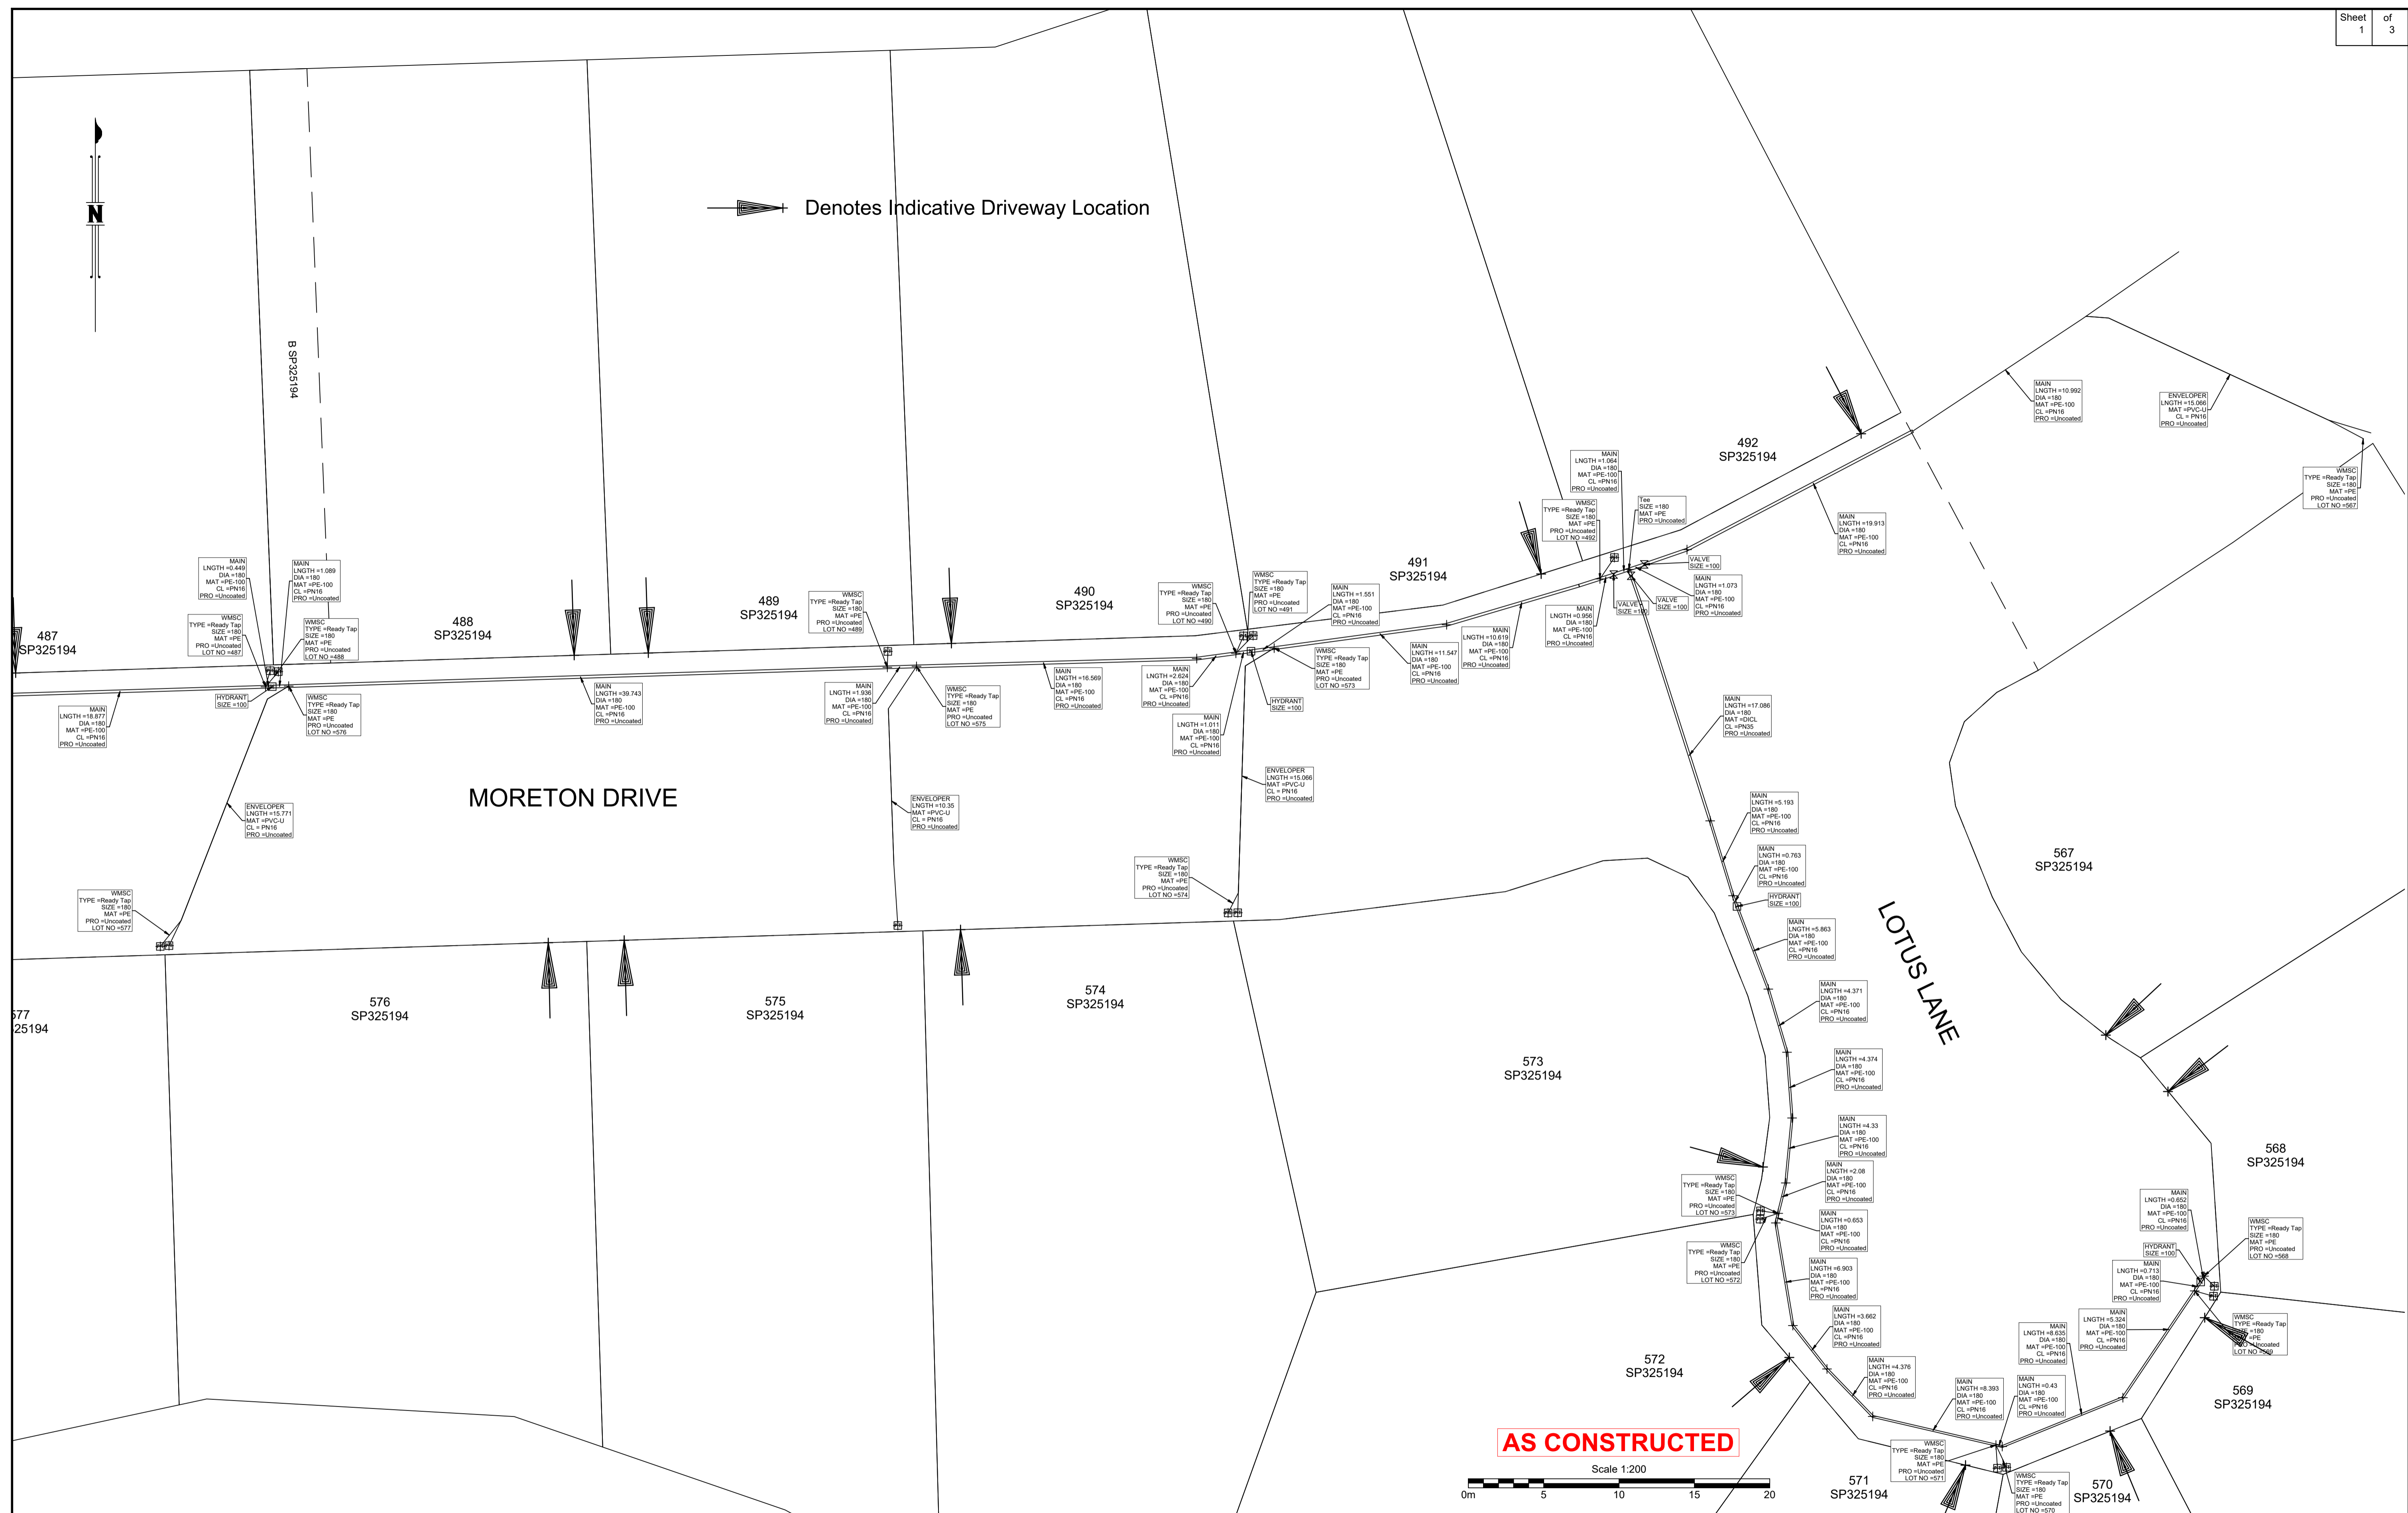 Sheet
of
1
3
N
B SP325194
Denotes Indicative Driveway Location
487
SP325194
488
SP325194
489
SP325194
490
SP325194
491
SP325194
492
SP325194
MAIN
LNGTH =0.449
DIA =180
MAT =PE-100
CL =PN16
PRO =Uncoated
MAIN
LNGTH =1.089
DIA =180
MAT =PE-100
CL =PN16
PRO =Uncoated
WMSC
TYPE =Ready Tap
SIZE =180
MAT =PE
PRO =Uncoated
LOT NO =487
WMSC
TYPE =Ready Tap
SIZE =180
MAT =PE
PRO =Uncoated
LOT NO =488
HYDRANT
SIZE =100
WMSC
TYPE =Ready Tap
SIZE =180
MAT =PE
PRO =Uncoated
LOT NO =576
MAIN
LNGTH =18.877
DIA =180
MAT =PE-100
CL =PN16
PRO =Uncoated
MAIN
LNGTH =39.743
DIA =180
MAT =PE-100
CL =PN16
PRO =Uncoated
WMSC
TYPE =Ready Tap
SIZE =180
MAT =PE
PRO =Uncoated
LOT NO =489
MAIN
LNGTH =1.936
DIA =180
MAT =PE-100
CL =PN16
PRO =Uncoated
WMSC
TYPE =Ready Tap
SIZE =180
MAT =PE
PRO =Uncoated
LOT NO =575
MAIN
LNGTH =16.569
DIA =180
MAT =PE-100
CL =PN16
PRO =Uncoated
WMSC
TYPE =Ready Tap
SIZE =180
MAT =PE
PRO =Uncoated
LOT NO =490
WMSC
TYPE =Ready Tap
SIZE =180
MAT =PE
PRO =Uncoated
LOT NO =491
MAIN
LNGTH =1.551
DIA =180
MAT =PE-100
CL =PN16
PRO =Uncoated
MAIN
LNGTH =2.624
DIA =180
MAT =PE-100
CL =PN16
PRO =Uncoated
MAIN
LNGTH =1.011
DIA =180
MAT =PE-100
CL =PN16
PRO =Uncoated
HYDRANT
SIZE =100
WMSC
TYPE =Ready Tap
SIZE =180
MAT =PE
PRO =Uncoated
LOT NO =573
MAIN
LNGTH =11.547
DIA =180
MAT =PE-100
CL =PN16
PRO =Uncoated
MAIN
LNGTH =10.619
DIA =180
MAT =PE-100
CL =PN16
PRO =Uncoated
MAIN
LNGTH =0.956
DIA =180
MAT =PE-100
CL =PN16
PRO =Uncoated
MAIN
LNGTH =1.064
DIA =180
MAT =PE-100
CL =PN16
PRO =Uncoated
WMSC
TYPE =Ready Tap
SIZE =180
MAT =PE
PRO =Uncoated
LOT NO =492
Tee
SIZE =180
MAT =PE
PRO =Uncoated
VALVE
SIZE =100
VALVE
SIZE =100
VALVE
SIZE =100
MAIN
LNGTH =1.073
DIA =180
MAT =PE-100
CL =PN16
PRO =Uncoated
MAIN
LNGTH =19.913
DIA =180
MAT =PE-100
CL =PN16
PRO =Uncoated
MAIN
LNGTH =10.992
DIA =180
MAT =PE-100
CL =PN16
PRO =Uncoated
ENVELOPER
LNGTH =15.066
MAT =PVC-U
CL = PN16
PRO =Uncoated
WMSC
TYPE =Ready Tap
SIZE =180
MAT =PE
PRO =Uncoated
LOT NO =567
MORETON DRIVE
ENVELOPER
LNGTH =15.771
MAT =PVC-U
CL = PN16
PRO =Uncoated
ENVELOPER
LNGTH =10.35
MAT =PVC-U
CL = PN16
PRO =Uncoated
ENVELOPER
LNGTH =15.066
MAT =PVC-U
CL = PN16
PRO =Uncoated
WMSC
TYPE =Ready Tap
SIZE =180
MAT =PE
PRO =Uncoated
LOT NO =577
WMSC
TYPE =Ready Tap
SIZE =180
MAT =PE
PRO =Uncoated
LOT NO =574
MAIN
LNGTH =17.086
DIA =180
MAT =DICL
CL =PN35
PRO =Uncoated
MAIN
LNGTH =5.193
DIA =180
MAT =PE-100
CL =PN16
PRO =Uncoated
MAIN
LNGTH =0.763
DIA =180
MAT =PE-100
CL =PN16
PRO =Uncoated
HYDRANT
SIZE =100
MAIN
LNGTH =5.863
DIA =180
MAT =PE-100
CL =PN16
PRO =Uncoated
MAIN
LNGTH =4.371
DIA =180
MAT =PE-100
CL =PN16
PRO =Uncoated
MAIN
LNGTH =4.374
DIA =180
MAT =PE-100
CL =PN16
PRO =Uncoated
MAIN
LNGTH =4.33
DIA =180
MAT =PE-100
CL =PN16
PRO =Uncoated
MAIN
LNGTH =2.08
DIA =180
MAT =PE-100
CL =PN16
PRO =Uncoated
LOTUS LANE
567
SP325194
577
25194
576
SP325194
575
SP325194
574
SP325194
573
SP325194
568
SP325194
WMSC
TYPE =Ready Tap
SIZE =180
MAT =PE
PRO =Uncoated
LOT NO =573
WMSC
TYPE =Ready Tap
SIZE =180
MAT =PE
PRO =Uncoated
LOT NO =572
MAIN
LNGTH =0.653
DIA =180
MAT =PE-100
CL =PN16
PRO =Uncoated
MAIN
LNGTH =6.903
DIA =180
MAT =PE-100
CL =PN16
PRO =Uncoated
MAIN
LNGTH =3.662
DIA =180
MAT =PE-100
CL =PN16
PRO =Uncoated
MAIN
LNGTH =4.376
DIA =180
MAT =PE-100
CL =PN16
PRO =Uncoated
MAIN
LNGTH =8.393
DIA =180
MAT =PE-100
CL =PN16
PRO =Uncoated
MAIN
LNGTH =0.43
DIA =180
MAT =PE-100
CL =PN16
PRO =Uncoated
MAIN
LNGTH =8.635
DIA =180
MAT =PE-100
CL =PN16
PRO =Uncoated
MAIN
LNGTH =5.324
DIA =180
MAT =PE-100
CL =PN16
PRO =Uncoated
MAIN
LNGTH =0.713
DIA =180
MAT =PE-100
CL =PN16
PRO =Uncoated
HYDRANT
SIZE =100
MAIN
LNGTH =0.652
DIA =180
MAT =PE-100
CL =PN16
PRO =Uncoated
WMSC
TYPE =Ready Tap
SIZE =180
MAT =PE
PRO =Uncoated
LOT NO =568
WMSC
TYPE =Ready Tap
SIZE =180
MAT =PE
PRO =Uncoated
LOT NO =569
572
SP325194
569
SP325194
571
SP325194
570
SP325194
WMSC
TYPE =Ready Tap
SIZE =180
MAT =PE
PRO =Uncoated
LOT NO =571
WMSC
TYPE =Ready Tap
SIZE =180
MAT =PE
PRO =Uncoated
LOT NO =570
AS CONSTRUCTED
Scale 1:200
0m 5 10 15 20